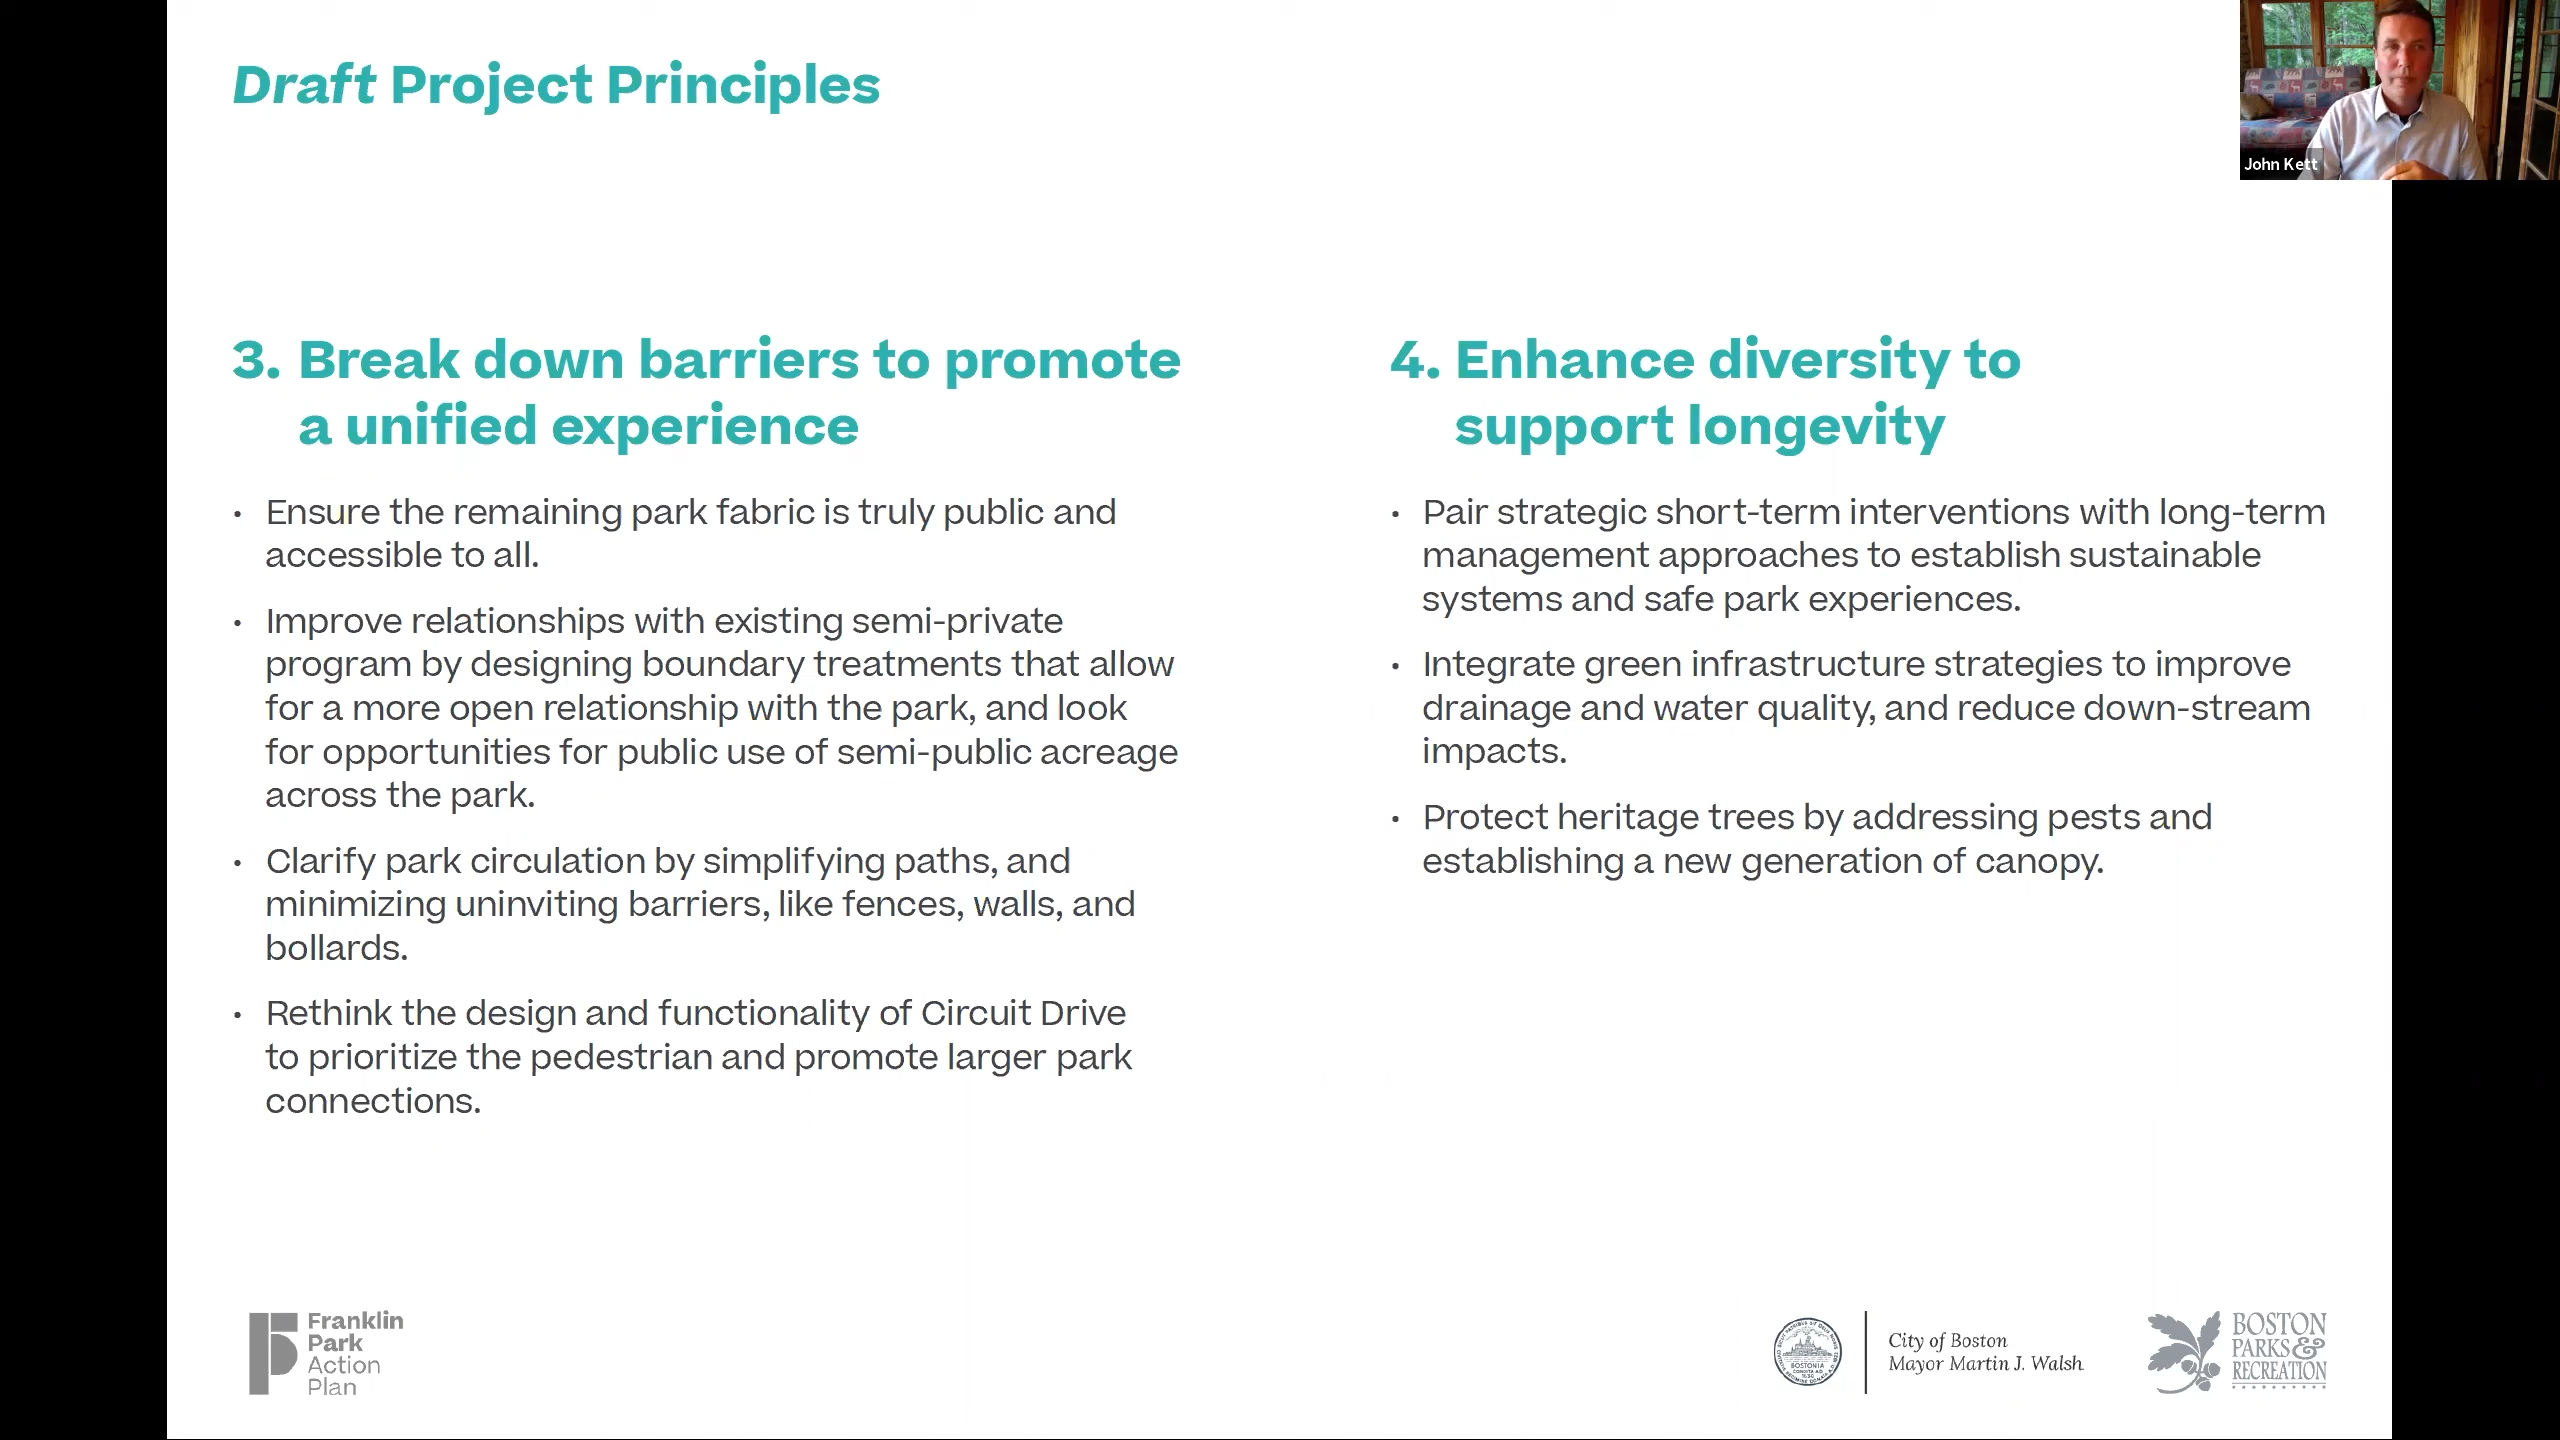 Draft Project Principles
John Kett
3. Break down barriers to promote
a unified experience
• Ensure the remaining park fabric is truly public and
accessible to all.
• Improve relationships with existing semi-private
program by designing boundary treatments that allow
for a more open relationship with the park, and look
for opportunities for public use of semi-public acreage
across the park.
• Clarify park circulation by simplifying paths, and
minimizing uninviting barriers, like fences, walls, and
bollards.
• Rethink the design and functionality of Circuit Drive
to prioritize the pedestrian and promote larger park
connections.
4. Enhance diversity to
support longevity
• Pair strategic short-term interventions with long-term
management approaches to establish sustainable
systems and safe park experiences.
• Integrate green infrastructure strategies to improve
drainage and water quality, and reduce down-stream
impacts.
• Protect heritage trees by addressing pests and
establishing a new generation of canopy.
Franklin
Park
Action
Plan
BOSTONIA
CONDITA AD.
1630.
City of Boston
Mayor Martin J. Walsh
BOSTON
PARKS &
RECREATION